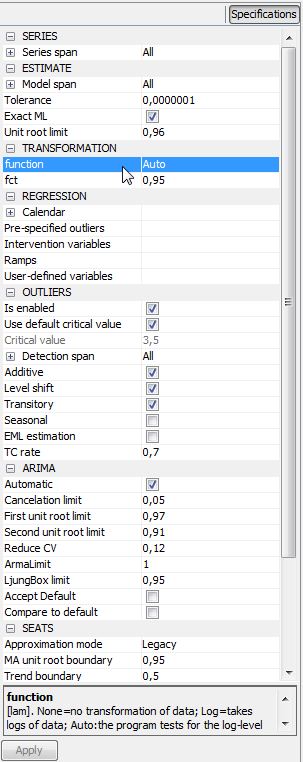 Specifications
SERIES
Series span All
ESTIMATE
Model span All
Tolerance 0,0000001
Exact ML
Unit root limit 0,96
TRANSFORMATION
function Auto
fct 0,95
REGRESSION
Calendar
Pre-specified outliers
Intervention variables
Ramps
User-defined variables
OUTLIERS
Is enabled
Use default critical value
Critical value 3,5
Detection span All
Additive
Level shift
Transitory
Seasonal
EML estimation
TC rate 0,7
ARIMA
Automatic
Cancelation limit 0,05
First unit root limit 0,97
Second unit root limit 0,91
Reduce CV 0,12
ArmaLimit 1
LjungBox limit 0,95
Accept Default
Compare to default
SEATS
Approximation mode Legacy
MA unit root boundary 0,95
Trend boundary 0,5
function
[lam]. None=no transformation of data; Log=takes
logs of data; Auto:the program tests for the log-level
Apply